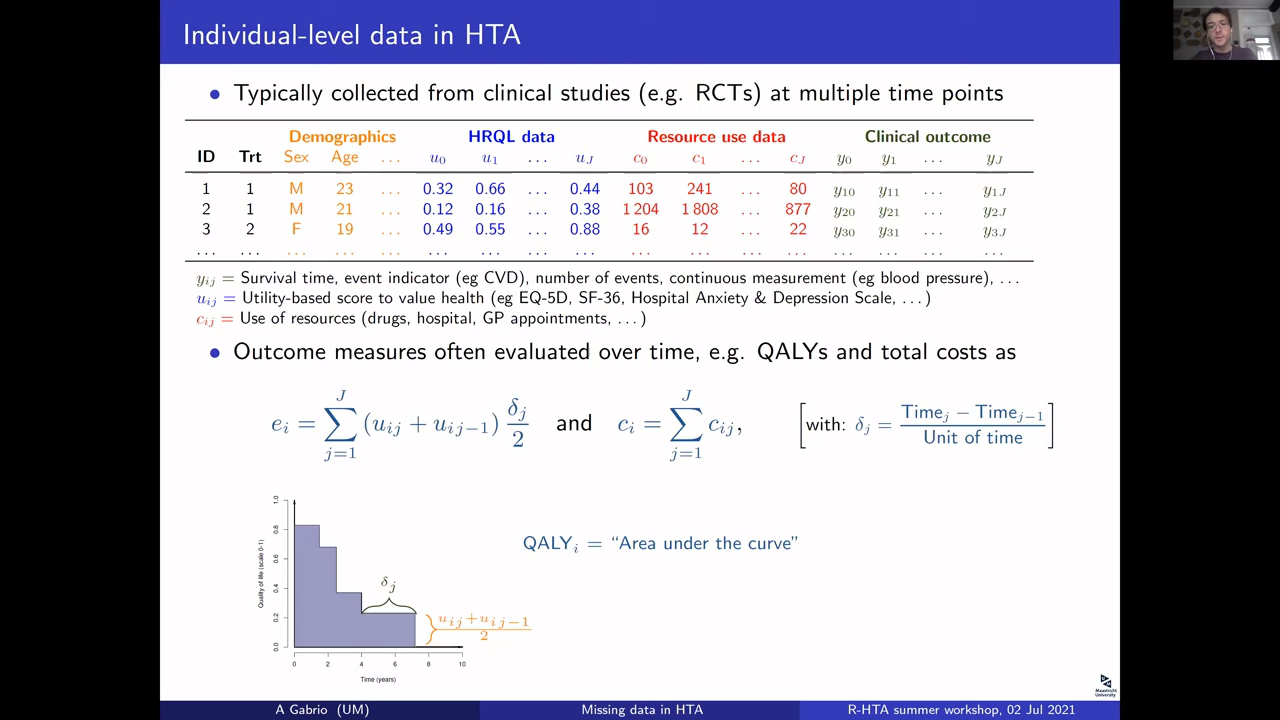 Individual-level data in HTA
• Typically collected from clinical studies (e.g. RCTs) at multiple time points
Demographics HRQL data Resource use data Clinical outcome
ID Trt Sex Age ... u₀ u₁ ... u_J c₀ c₁ ... c_J y₀ y₁ ... y_J
1 1 M 23 ... 0.32 0.66 ... 0.44 103 241 ... 80 y₁₀ y₁₁ ... y_1J
2 1 M 21 ... 0.12 0.16 ... 0.38 1 204 1 808 ... 877 y₂₀ y₂₁ ... y_2J
3 2 F 19 ... 0.49 0.55 ... 0.88 16 12 ... 22 y₃₀ y₃₁ ... y_3J
... ... ... ... ... ... ... ... ... ... ... ... ... ... ... ... ...
y_ij = Survival time, event indicator (eg CVD), number of events, continuous measurement (eg blood pressure), ...
u_ij = Utility-based score to value health (eg EQ-5D, SF-36, Hospital Anxiety & Depression Scale, ...)
c_ij = Use of resources (drugs, hospital, GP appointments, ...)
• Outcome measures often evaluated over time, e.g. QALYs and total costs as
e_i = ∑_{j=1}^{J} (u_ij + u_ij−1) δ_j/2 and c_i = ∑_{j=1}^{J} c_ij, [with: δ_j = (Time_j − Time_j−1)/Unit of time]
QALY_i = “Area under the curve”
Quality of life (scale 0-1)
1.0
0.8
0.6
0.4
0.2
0.0
δ_j
(u_ij + u_ij−1)/2
0 2 4 6 8 10
Time (years)
Maastricht
University
A Gabrio (UM) Missing data in HTA R-HTA summer workshop, 02 Jul 2021